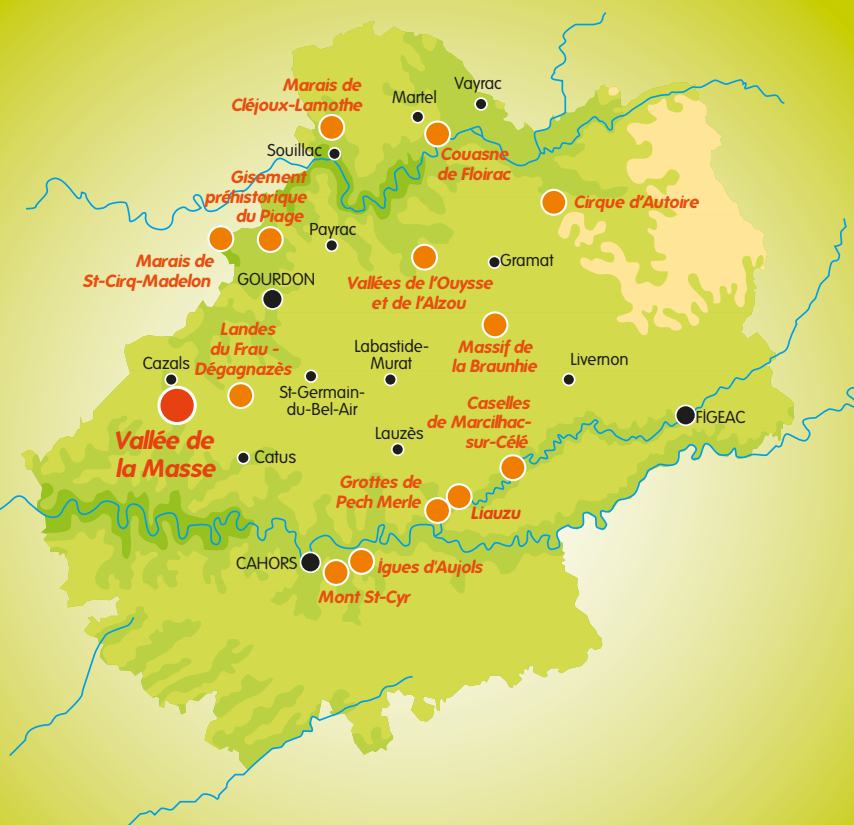 Marais de
Cléjoux-Lamothe
Martel
Vayrac
Souillac
Couasne
de Floirac
Gisement
préhistorique
du Piage
Cirque d'Autoire
Payrac
Marais de
St-Cirq-Madelon
GOURDON
Gramat
Vallées de l'Ouysse
et de l'Alzou
Landes
du Frau -
Dégagnazès
Labastide-
Murat
Massif de
la Braunhie
Livernon
Cazals
St-Germain-
du-Bel-Air
Caselles
de Marcilhac-
sur-Célé
FIGEAC
Vallée de
la Masse
Lauzès
Catus
Grottes de
Pech Merle
Liauzu
CAHORS
Igues d'Aujols
Mont St-Cyr